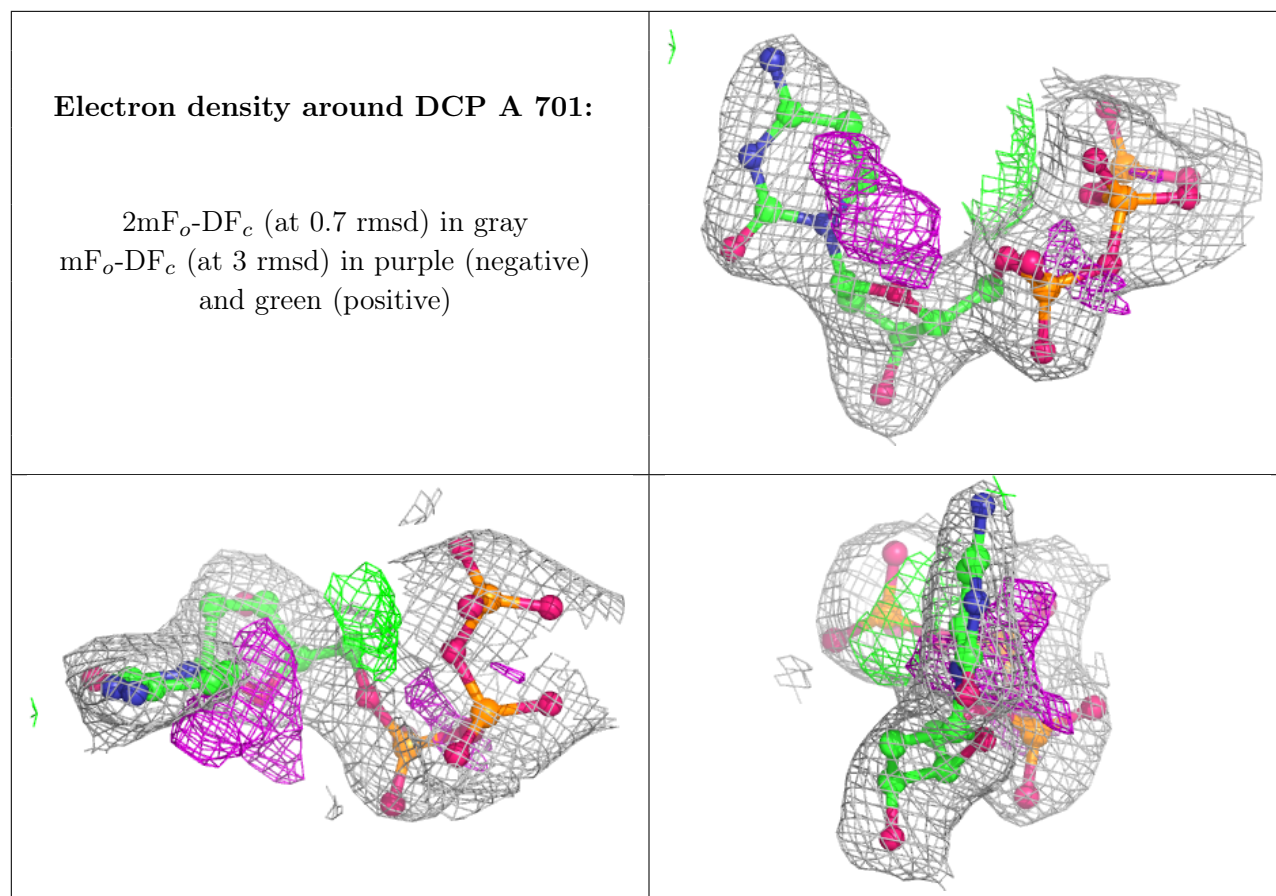 Electron density around DCP A 701:
2mFo-DFc (at 0.7 rmsd) in gray
mFo-DFc (at 3 rmsd) in purple (negative)
and green (positive)